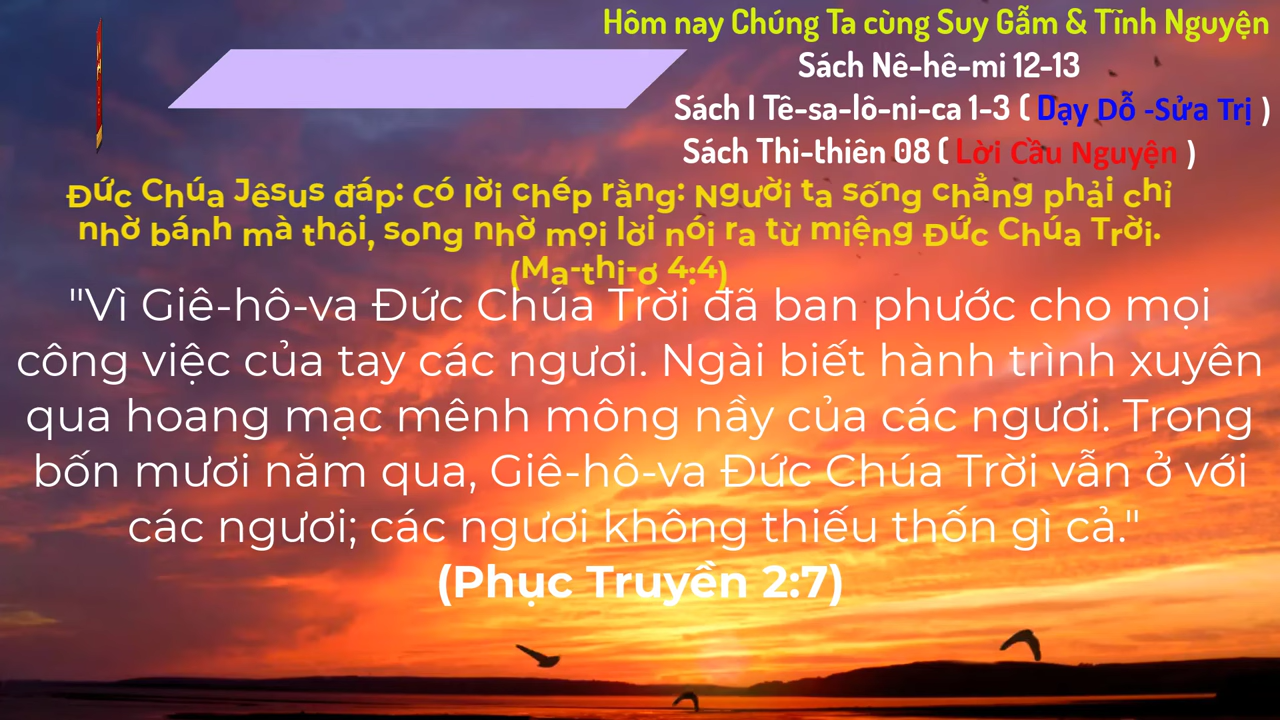 Hôm nay Chúng Ta cùng Suy Gẫm & Tĩnh Nguyện
Sách Nê-hê-mi 12-13
Sách I Tê-sa-lô-ni-ca 1-3 ( Dạy Dỗ -Sửa Trị )
Sách Thi-thiên 08 ( Lời Cầu Nguyện )
Đức Chúa Jêsus đáp: Có lời chép rằng: Người ta sống chẳng phải chỉ
nhờ bánh mà thôi, song nhờ mọi lời nói ra từ miệng Đức Chúa Trời.
(Ma-thi-ơ 4:4)
"Vì Giê-hô-va Đức Chúa Trời đã ban phước cho mọi
công việc của tay các ngươi. Ngài biết hành trình xuyên
qua hoang mạc mênh mông nầy của các ngươi. Trong
bốn mươi năm qua, Giê-hô-va Đức Chúa Trời vẫn ở với
các ngươi; các ngươi không thiếu thốn gì cả."
(Phục Truyền 2:7)